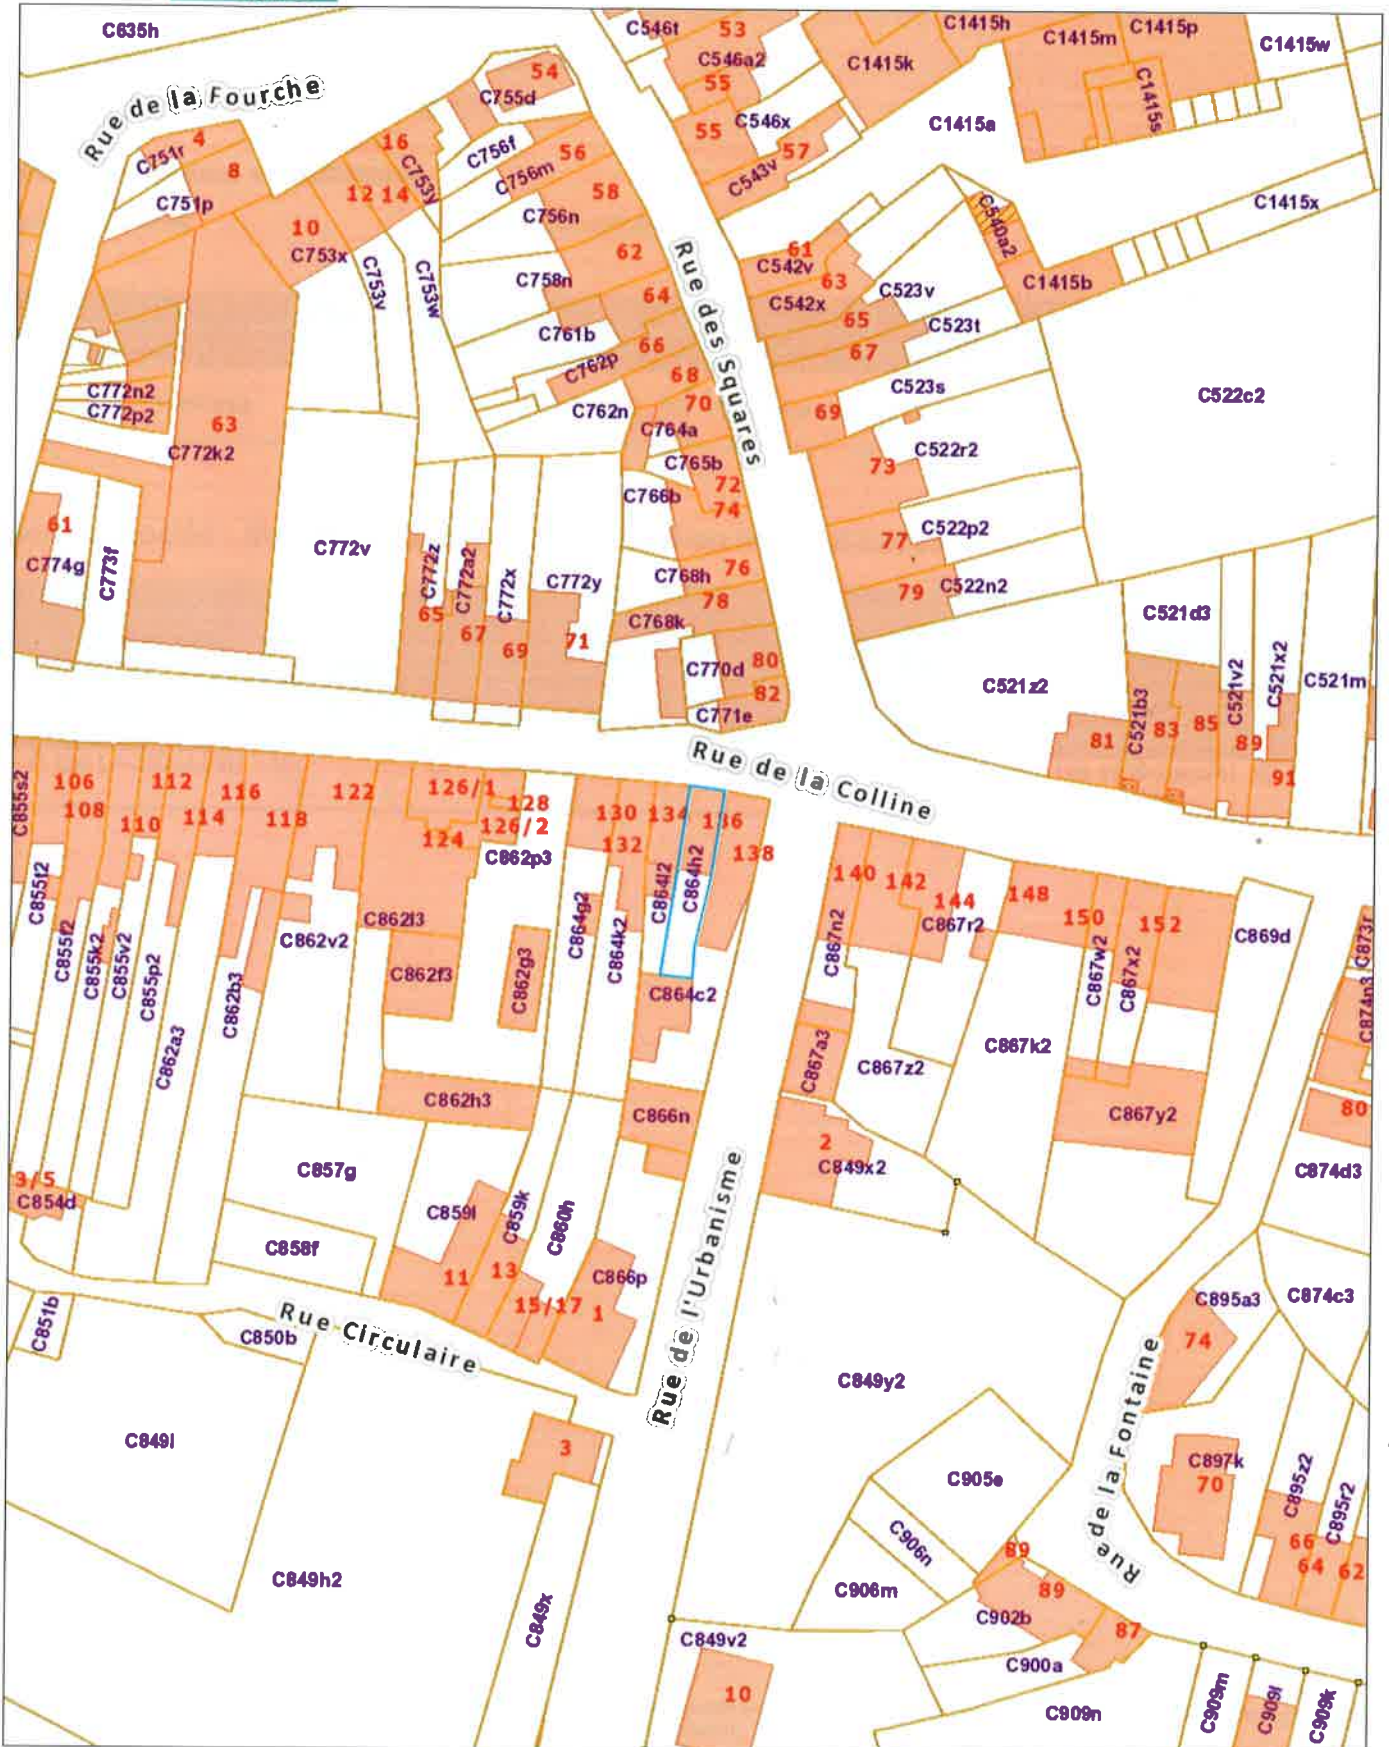 C635h
C546t
53
C1415h
C1415p
C546a2
C1415m
C1415w
C1415k
55
C1415s
54
C755d
Rue de la Fourche
4
C751r
8
16
C756f
56
55
C546x
57
C543v
C1415a
C751p
12
14
C753y
C756m
58
C756n
10
C753x
62
C540a2
C1415x
61
C542v
63
C542x
C523v
C1415b
C753v
C753w
C758n
64
Rue des Squares
65
C523t
C761b
66
67
C762p
68
C523s
C522c2
C772n2
C772p2
C762n
70
69
63
C764a
C772k2
C765b
73
C522r2
C766b
72
74
61
C774g
C773f
C772v
C772z
C772a2
C772x
C772y
77
C522p2
C768h
76
79
C522n2
65
67
69
71
78
C768k
C521d3
C770d
80
C521z2
82
C771e
C521b3
C521v2
C521x2
C521m
81
83
85
89
91
Rue de la Colline
C855s2
106
108
110
112
114
116
118
122
126/1
124
128
126/2
C862p3
130
132
134
136
138
C855t2
C855f2
C855k2
C855v2
C855p2
C862a3
C862b3
C862v2
C862l3
C862f3
C862g3
C864g2
C864k2
C864l2
C864h2
C864c2
140
142
144
148
150
152
C867n2
C867r2
C867w2
C867x2
C869d
C873r
C874n3
C867a3
C867z2
C867k2
C862h3
C866n
C867y2
80
2
C849x2
C874d3
C857g
3/5
C854d
C859l
C859k
C860h
C858f
C866p
11
13
15/17
1
Rue de l'Urbanisme
C895a3
C874c3
C851b
C850b
Rue Circulaire
74
C849y2
Rue de la Fontaine
C849l
3
C905e
C897k
70
C895z2
C895r2
C906n
89
66
64
62
C849h2
C849x
C906m
89
C902b
87
C849v2
C900a
10
C909n
C909m
C909l
C909k